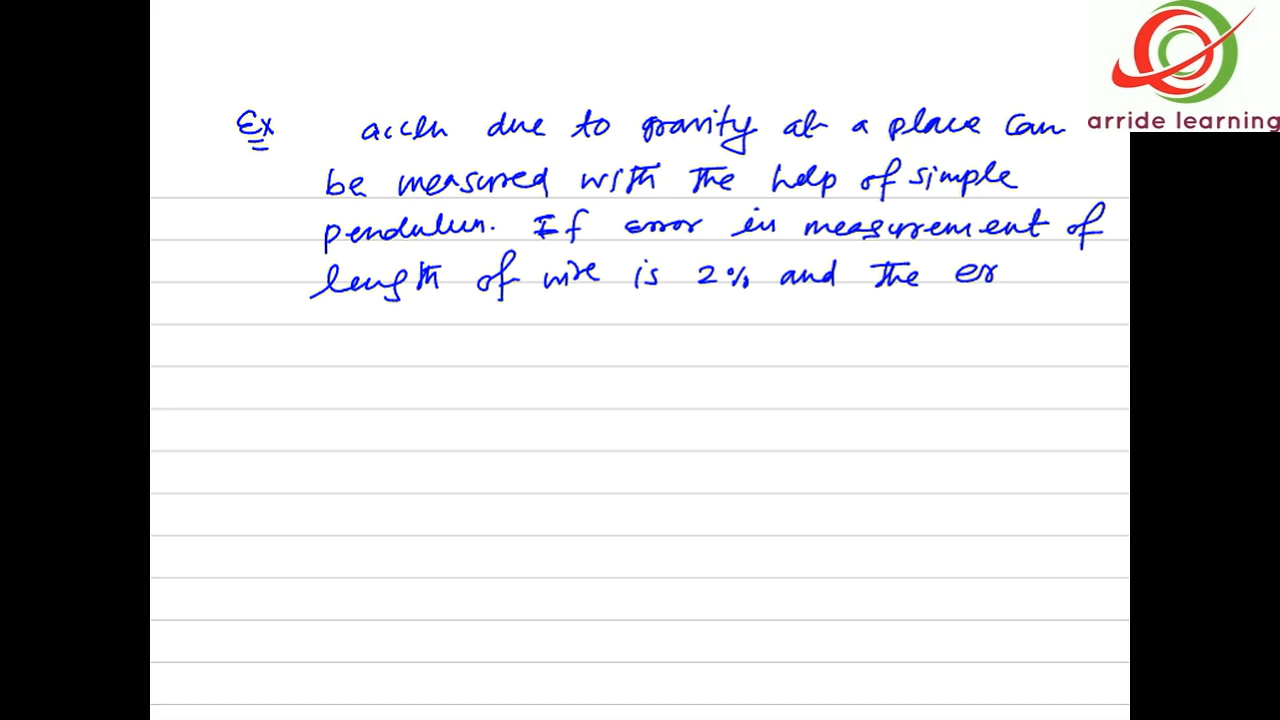 arride learning
Ex accn due to gravity at a place can
be measured with the help of simple
pendulum. If error in measurement of
length of wire is 2% and the er